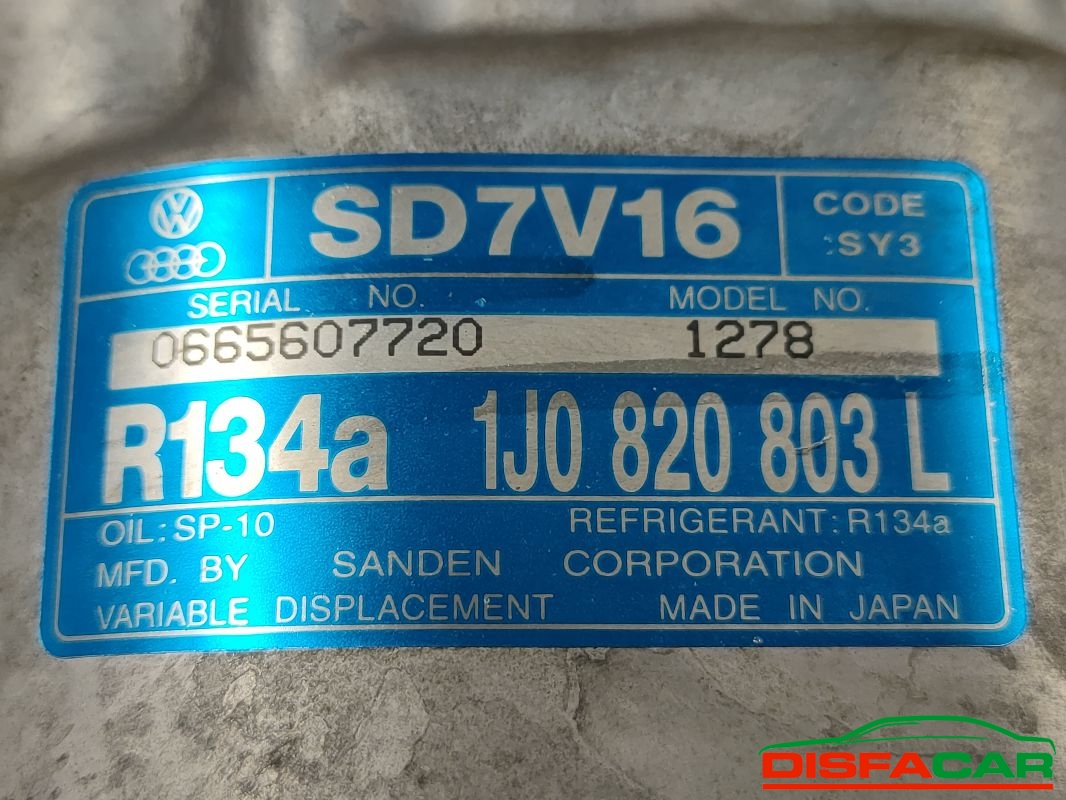 SD7V16
CODE
:SY3
SERIAL NO. MODEL NO.
0665607720 1278
R134a 1J0 820 803 L
OIL: SP-10 REFRIGERANT: R134a
MFD. BY SANDEN CORPORATION
VARIABLE DISPLACEMENT MADE IN JAPAN
DISFACAR